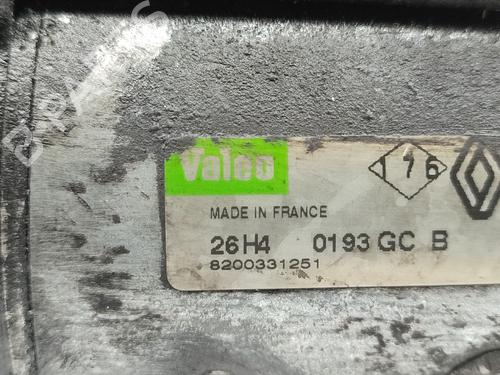 Valeo
176
MADE IN FRANCE
26H4 0193 GC B
8200331251